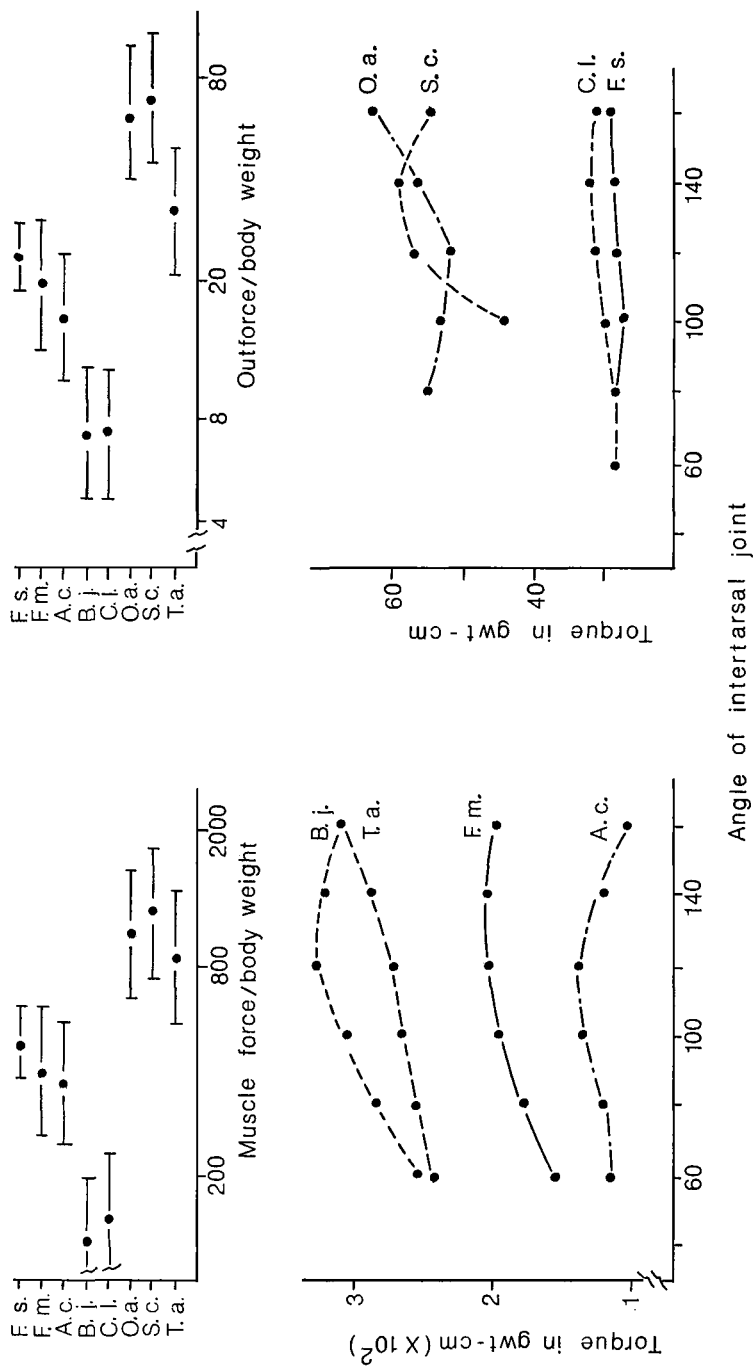 F. s.
F. m.
A. c.
B. j.
C. l.
O. a.
S. c.
T. a.
200
800
2000
Muscle force/body weight
F. s.
F. m.
A. c.
B. j.
C. l.
O. a.
S. c.
T. a.
4
8
20
80
Outforce/body weight
Torque in gwt-cm (X 10²)
3
2
1
B. j.
T. a.
F. m.
A. c.
60
100
140
Torque in gwt-cm
60
40
O. a.
S. c.
C. l.
F. s.
60
100
140
Angle of intertarsal joint